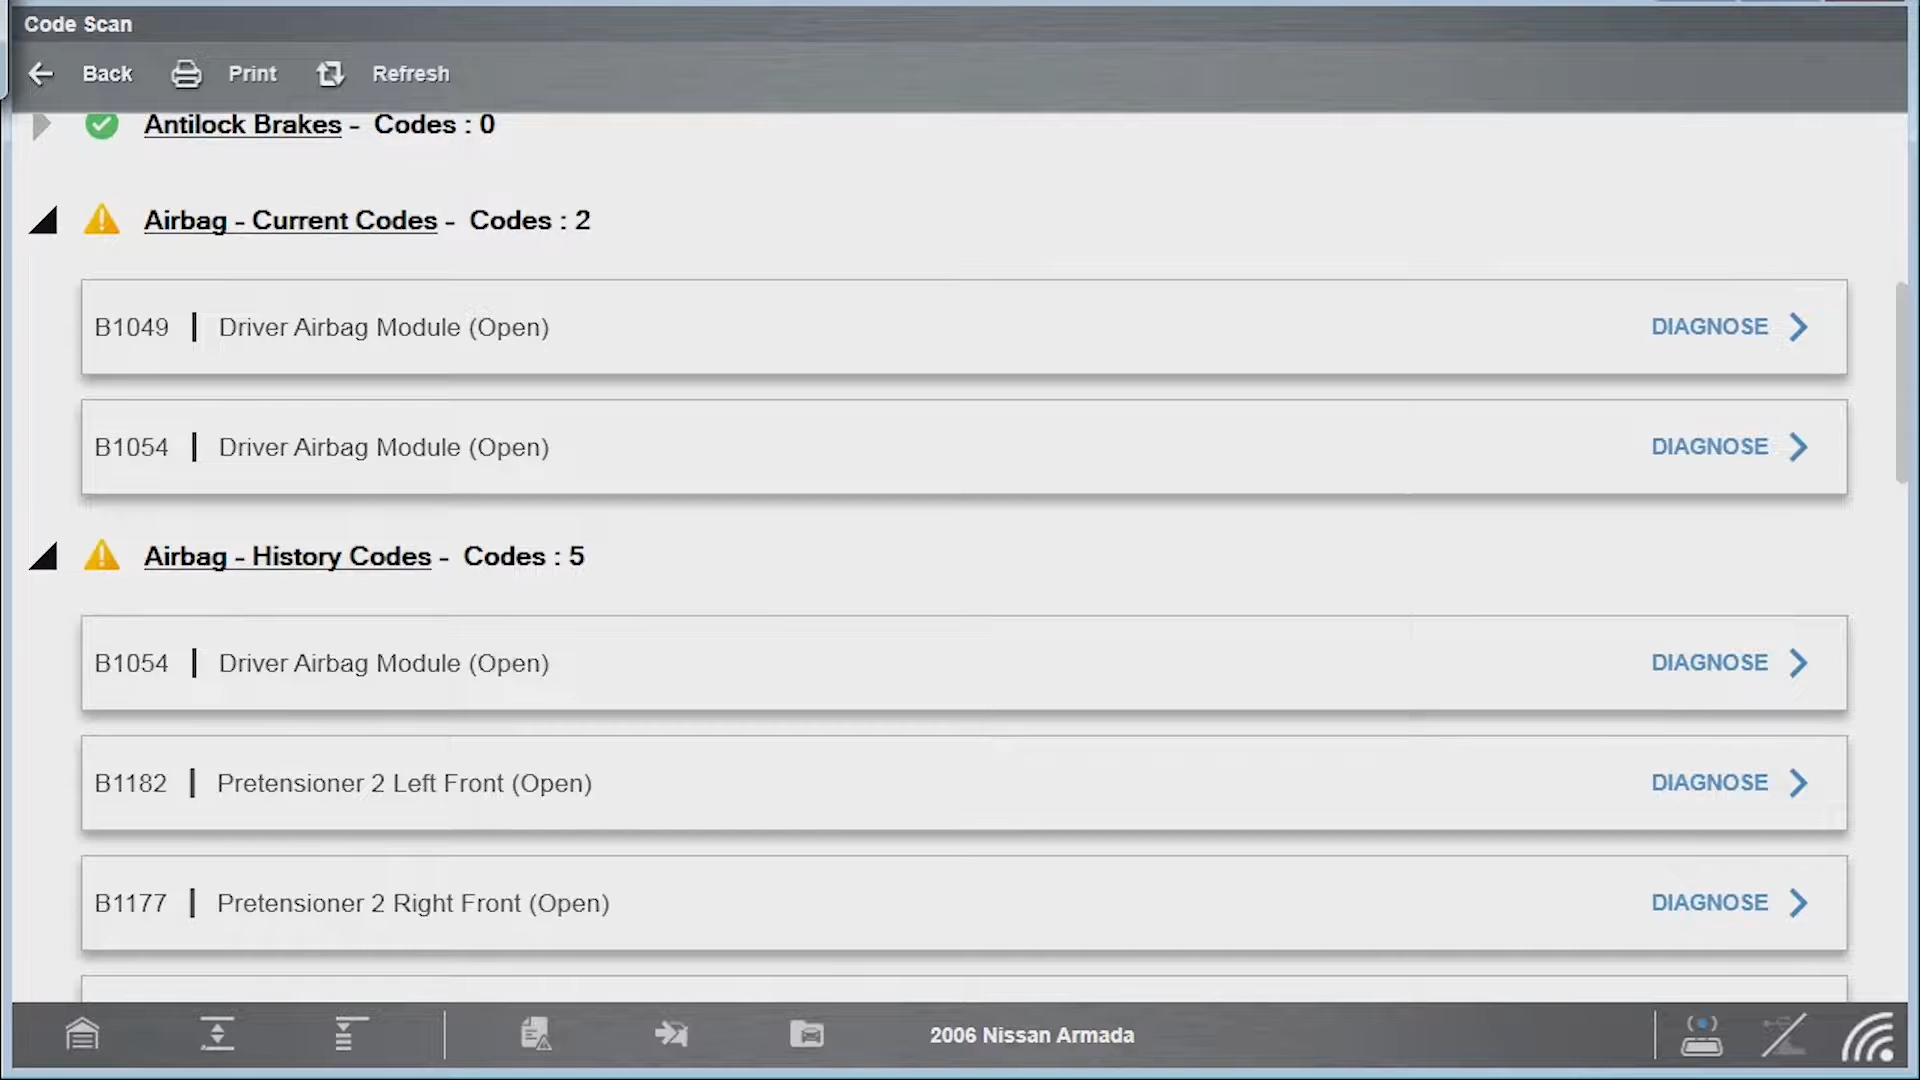 Code Scan
Back Print Refresh
Antilock Brakes - Codes : 0
Airbag - Current Codes - Codes : 2
B1049 | Driver Airbag Module (Open) DIAGNOSE
B1054 | Driver Airbag Module (Open) DIAGNOSE
Airbag - History Codes - Codes : 5
B1054 | Driver Airbag Module (Open) DIAGNOSE
B1182 | Pretensioner 2 Left Front (Open) DIAGNOSE
B1177 | Pretensioner 2 Right Front (Open) DIAGNOSE
2006 Nissan Armada